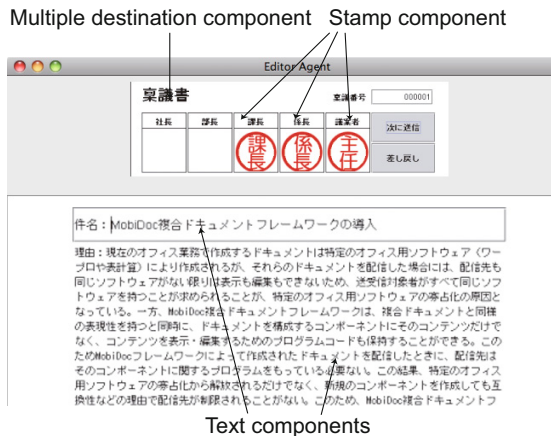 Multiple destination component Stamp component
Editor Agent
稟議書 稟議番号 000001
社長 部長 課長 係長 議案者 次に送信
課長 係長 主任 差し戻し
件名：MobiDoc複合ドキュメントフレームワークの導入
理由：現在のオフィス業務で作成するドキュメントは特定のオフィス用ソフトウェア（ワー
プロや表計算）により作成されるが、それらのドキュメントを配信した場合には、配信先も
同じソフトウェアがない限りは表示も編集もできないため、送受信対象者がすべて同じソフ
トウェアを持つことが求められることが、特定のオフィス用ソフトウェアの寡占化の原因と
なっている。一方、MobiDoc複合ドキュメントフレームワークは、複合ドキュメントと同様
の表現性を持つと同時に、ドキュメントを構成するコンポーネントにそのコンテンツだけで
なく、コンテンツを表示・編集するためのプログラムコードも保持することができる。この
ためMobiDocフレームワークによって作成されたドキュメントを配信したときに、配信先は
そのコンポーネントに関するプログラムをもっている必要ない。この結果、特定のオフィス
用ソフトウェアの寡占化から解放されるだけでなく、新規のコンポーネントを作成しても互
換性などの理由で配信先が制限されることがない。このため、MobiDoc複合ドキュメントフ
Text components